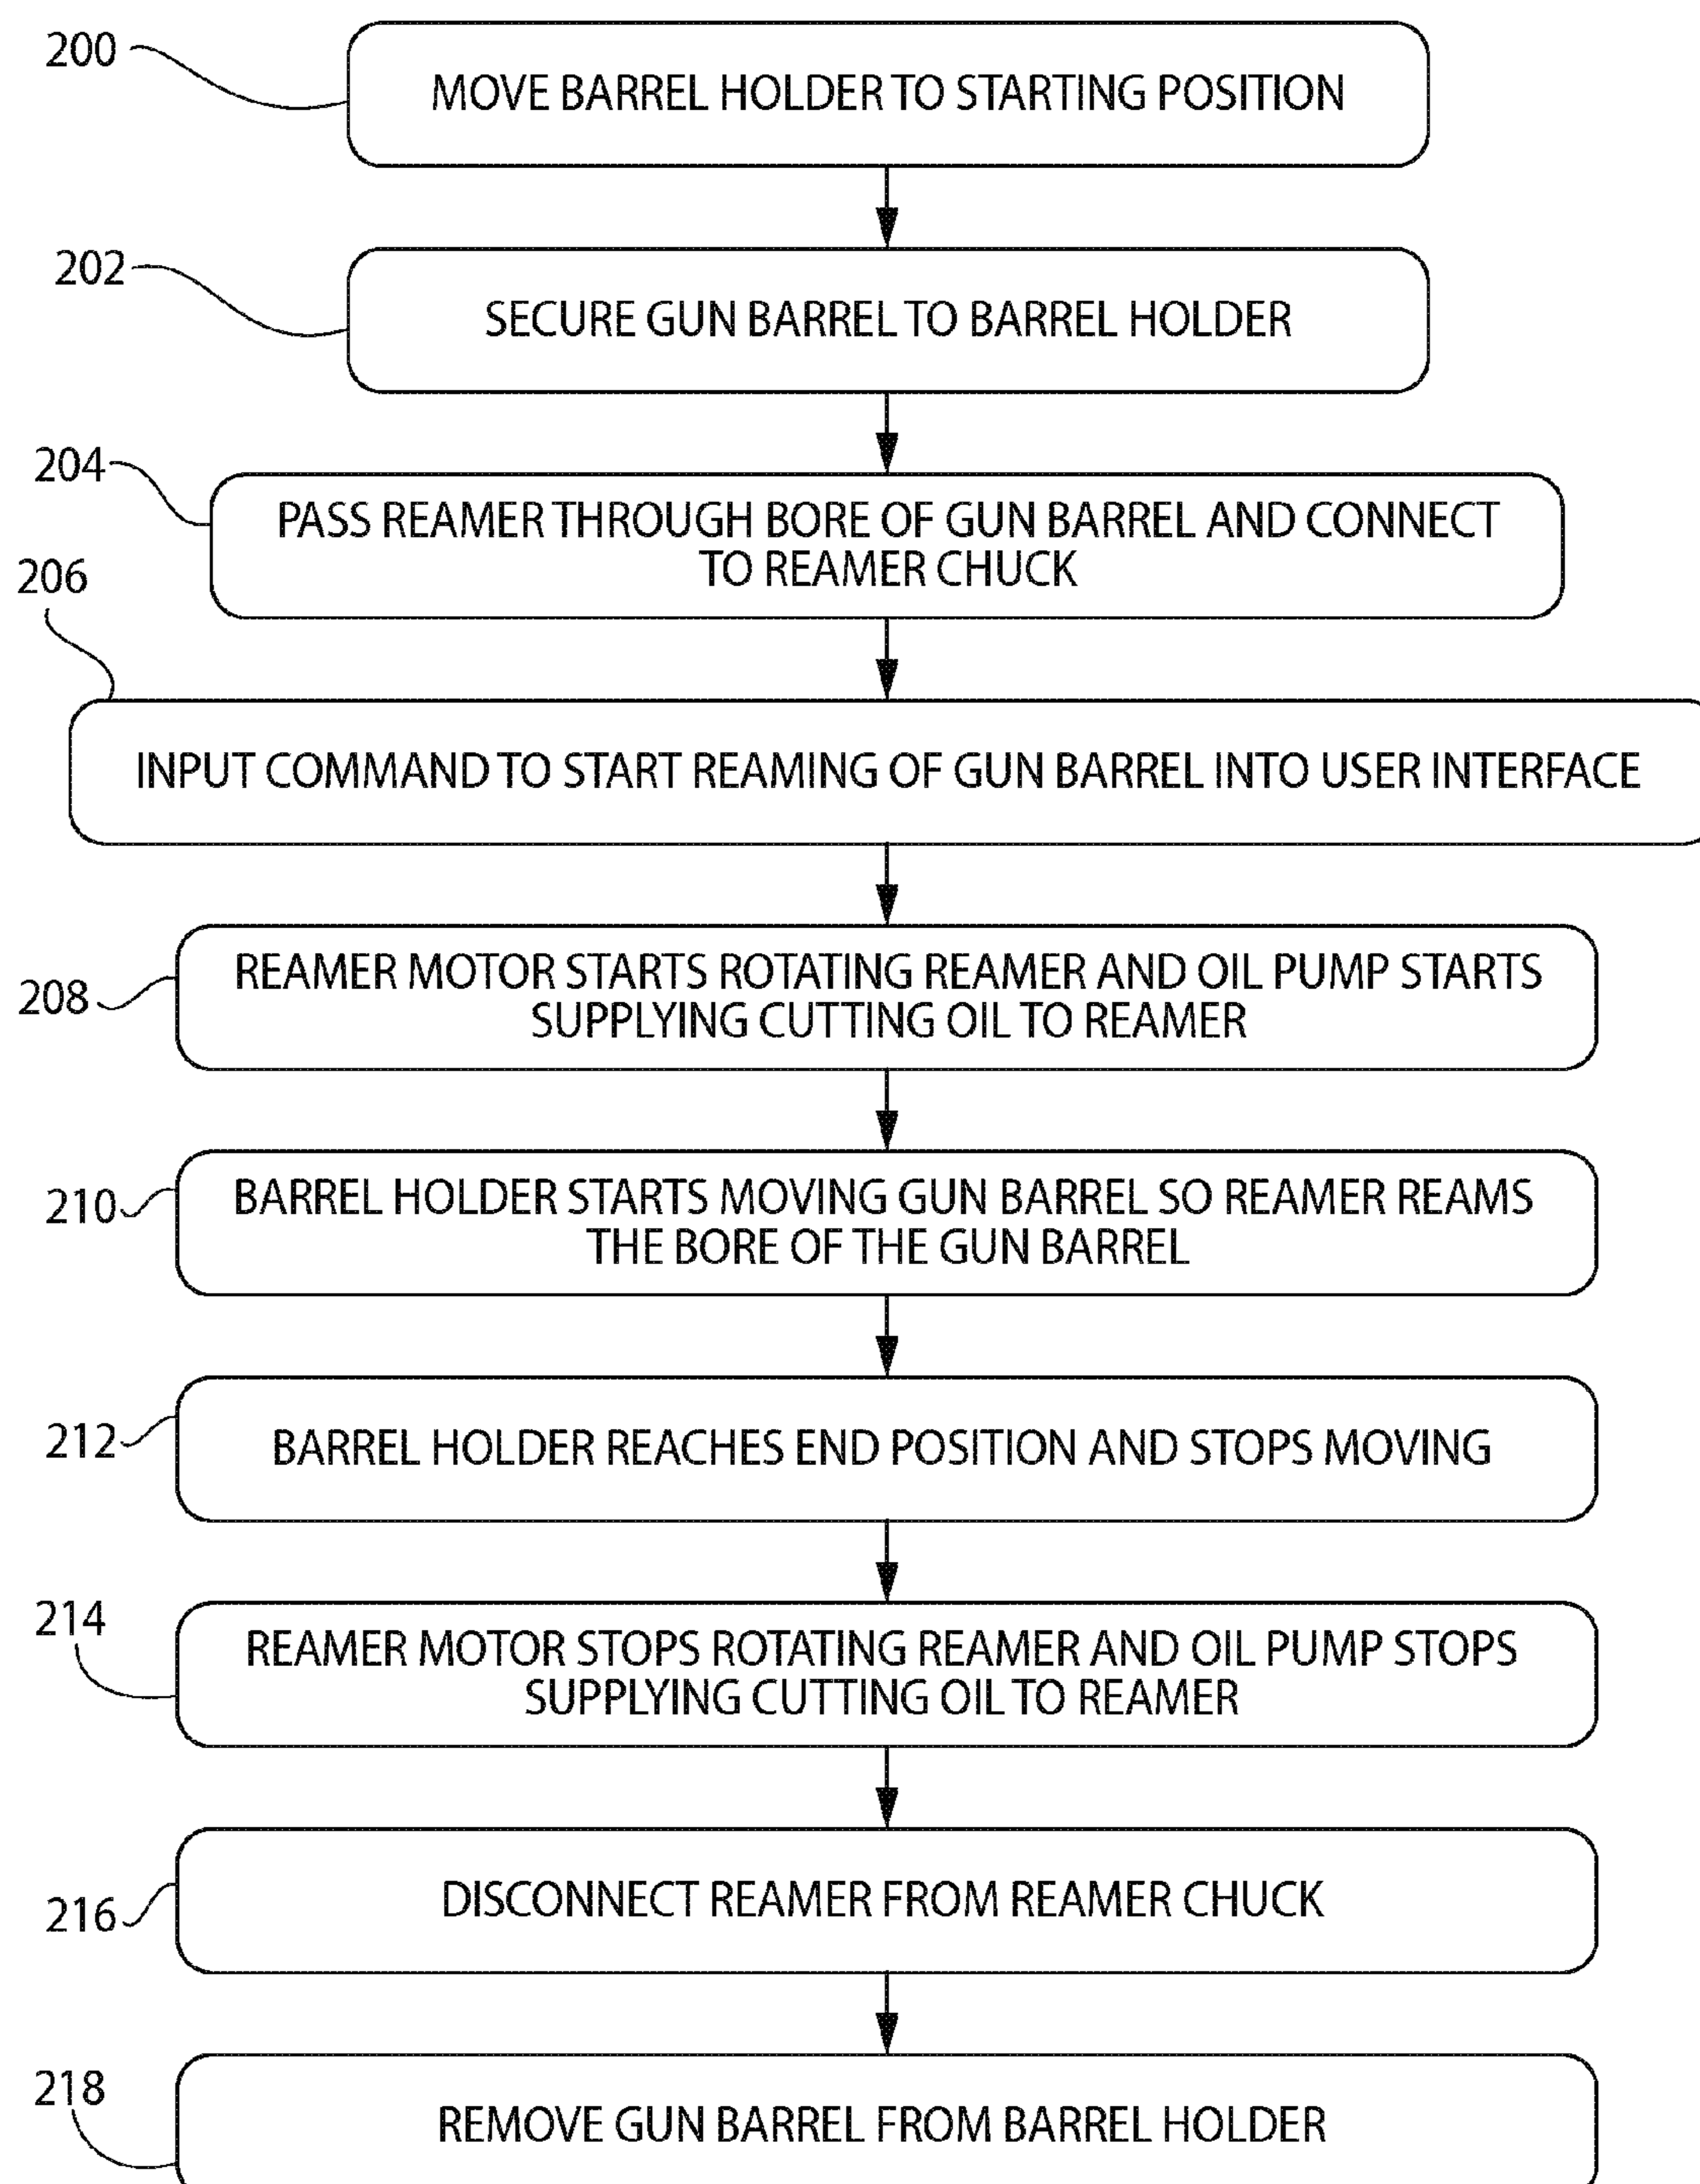 200
MOVE BARREL HOLDER TO STARTING POSITION
202
SECURE GUN BARREL TO BARREL HOLDER
204
PASS REAMER THROUGH BORE OF GUN BARREL AND CONNECT
TO REAMER CHUCK
206
INPUT COMMAND TO START REAMING OF GUN BARREL INTO USER INTERFACE
208
REAMER MOTOR STARTS ROTATING REAMER AND OIL PUMP STARTS
SUPPLYING CUTTING OIL TO REAMER
210
BARREL HOLDER STARTS MOVING GUN BARREL SO REAMER REAMS
THE BORE OF THE GUN BARREL
212
BARREL HOLDER REACHES END POSITION AND STOPS MOVING
214
REAMER MOTOR STOPS ROTATING REAMER AND OIL PUMP STOPS
SUPPLYING CUTTING OIL TO REAMER
216
DISCONNECT REAMER FROM REAMER CHUCK
218
REMOVE GUN BARREL FROM BARREL HOLDER